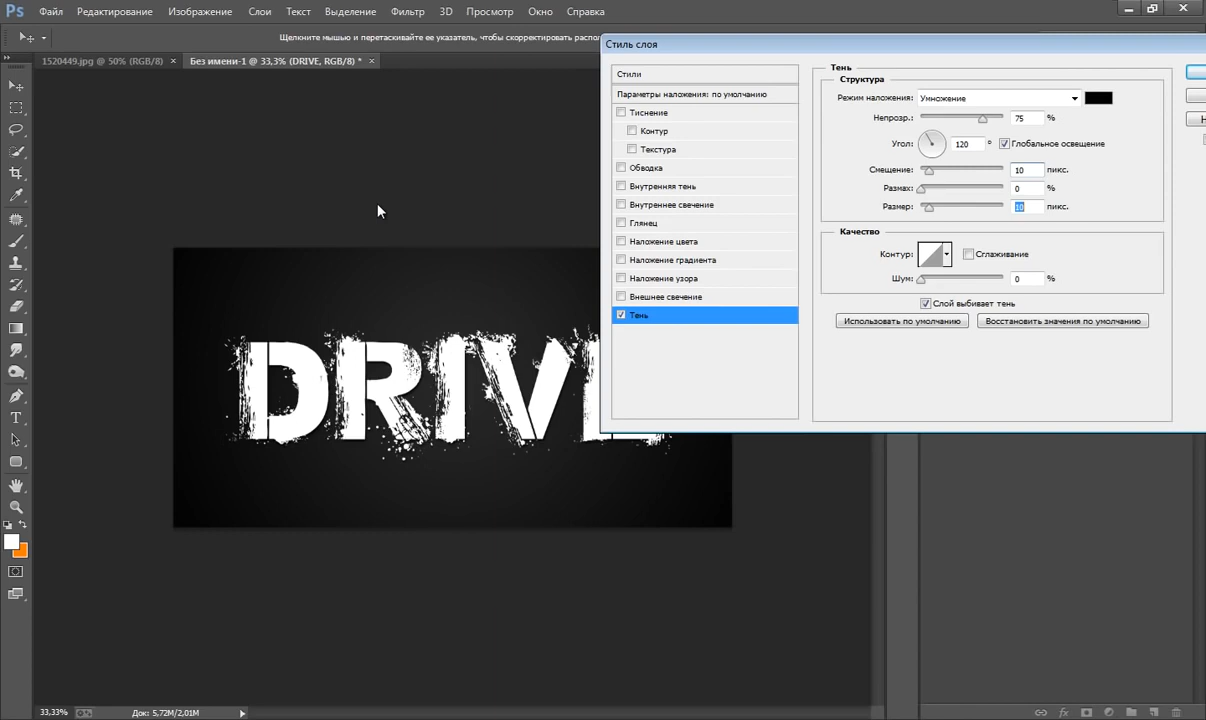 Ps Файл Редактирование Изображение Слои Текст Выделение Фильтр 3D Просмотр Окно Справка
Щелкните мышью и перетаскивайте ее указатель, чтобы скорректировать
1520449.jpg @ 50% (RGB/8) × Без имени-1 @ 33,3% (DRIVE, RGB/8) * ×
Стиль слоя
Стили
Параметры наложения: по умолчанию
Тиснение
Контур
Текстура
Обводка
Внутренняя тень
Внутреннее свечение
Глянец
Наложение цвета
Наложение градиента
Наложение узора
Внешнее свечение
Тень
Тень
Структура
Режим наложения: Умножение
Непрозр.: 75 %
Угол: 120 ° Глобальное освещение
Смещение: 10 пикс.
Размах: 0 %
Размер: 10 пикс.
Качество
Контур: Сглаживание
Шум: 0 %
Слой выбивает тень
Использовать по умолчанию Восстановить значения по умолчанию
DRIVE
33,33% Док: 5,72M/2,01M